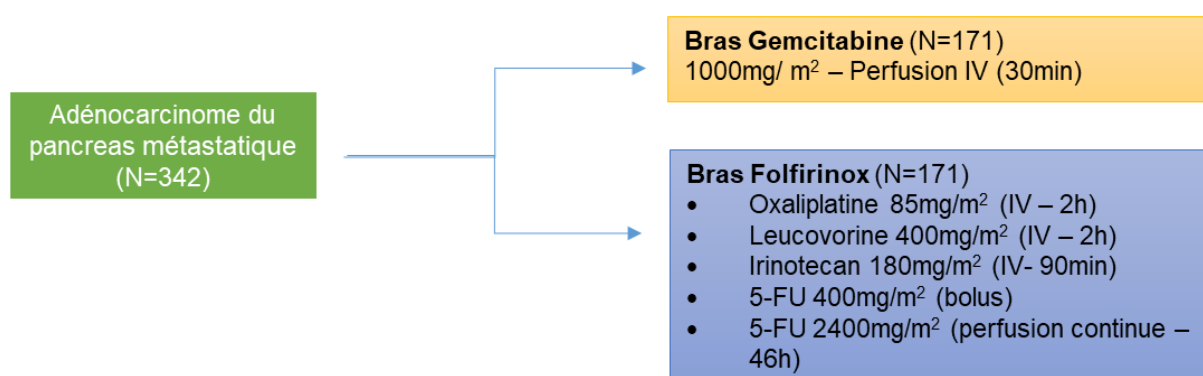 Adénocarcinome du
pancreas métastatique
(N=342)
Bras Gemcitabine (N=171)
1000mg/ m² – Perfusion IV (30min)
Bras Folfirinox (N=171)
• Oxaliplatine 85mg/m² (IV – 2h)
• Leucovorine 400mg/m² (IV – 2h)
• Irinotecan 180mg/m² (IV- 90min)
• 5-FU 400mg/m² (bolus)
• 5-FU 2400mg/m² (perfusion continue –
46h)